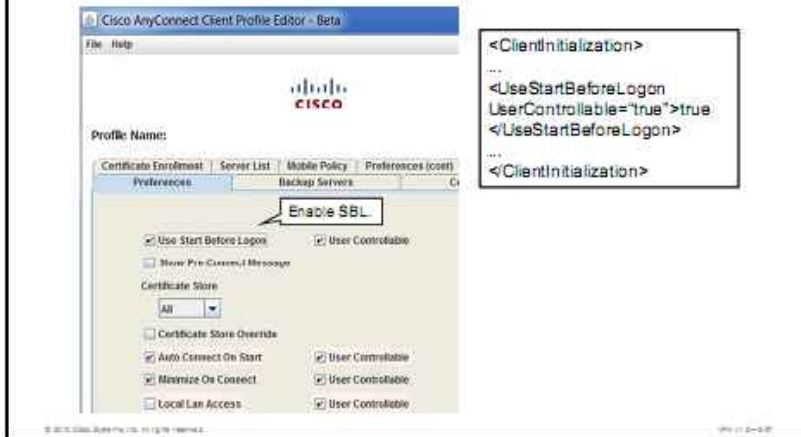 Cisco AnyConnect Client Profile Editor - Beta
File Help
CISCO
Profile Name:
Certificate Enrollment Server List Mobile Policy Preferences (cont)
Preferences Backup Servers
Enable SBL.
Use Start Before Logon User Controllable
Show Pre-Connect Message
Certificate Store
All
Certificate Store Override
Auto Connect On Start User Controllable
Minimize On Connect User Controllable
Local Lan Access User Controllable
<ClientInitialization>
...
<UseStartBeforeLogon
UserControllable="true">true
</UseStartBeforeLogon>
...
</ClientInitialization>